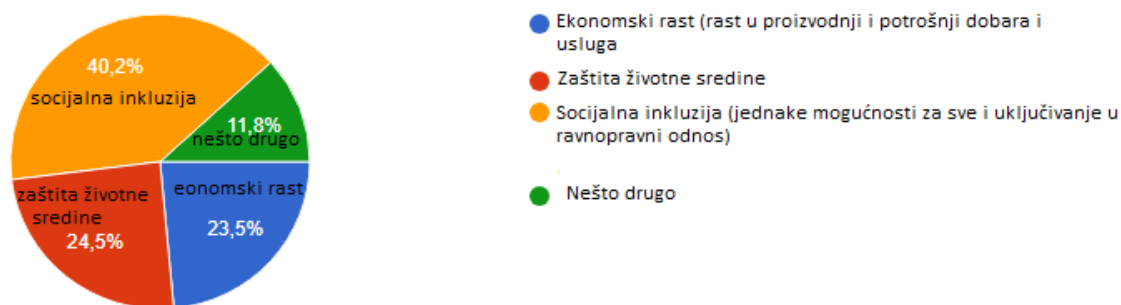 40,2%
socijalna inkluzija
11,8%
nešto drugo
eonomski rast
23,5%
zaštita životne
sredine
24,5%
Ekonomski rast (rast u proizvodnji i potrošnji dobara i
usluga
Zaštita životne sredine
Socijalna inkluzija (jednake mogućnosti za sve i uključivanje u
ravnopravni odnos)
Nešto drugo